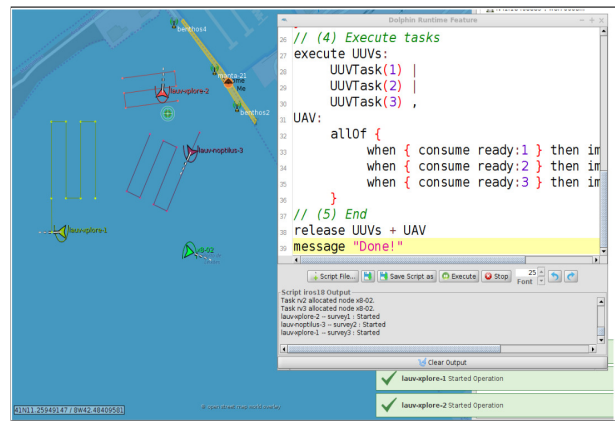 benthos4
manta-21
Me
benthos2
lauv-xplore-2
lauv-noptilus-3
lauv-xplore-1
x8-02
41N11.25949147 / 8W42.48409581
Dolphin Runtime Feature
26 // (4) Execute tasks
27 execute UUVs:
28 UUVTask(1) |
29 UUVTask(2) |
30 UUVTask(3) ,
31 UAV:
32 allOf {
33 when { consume ready:1 } then im
34 when { consume ready:2 } then im
35 when { consume ready:3 } then im
36 }
37 // (5) End
38 release UUVs + UAV
39 message "Done!"
Script File... Save Script as Execute Stop 25
Font
Script iros18 Output
Task rv2 allocated node x8-02.
Task rv3 allocated node x8-02.
lauv-xplore-2 -- survey1 : Started
lauv-noptilus-3 -- survey2 : Started
lauv-xplore-1 -- survey3 : Started
Clear Output
lauv-xplore-1 Started Operation
lauv-xplore-2 Started Operation